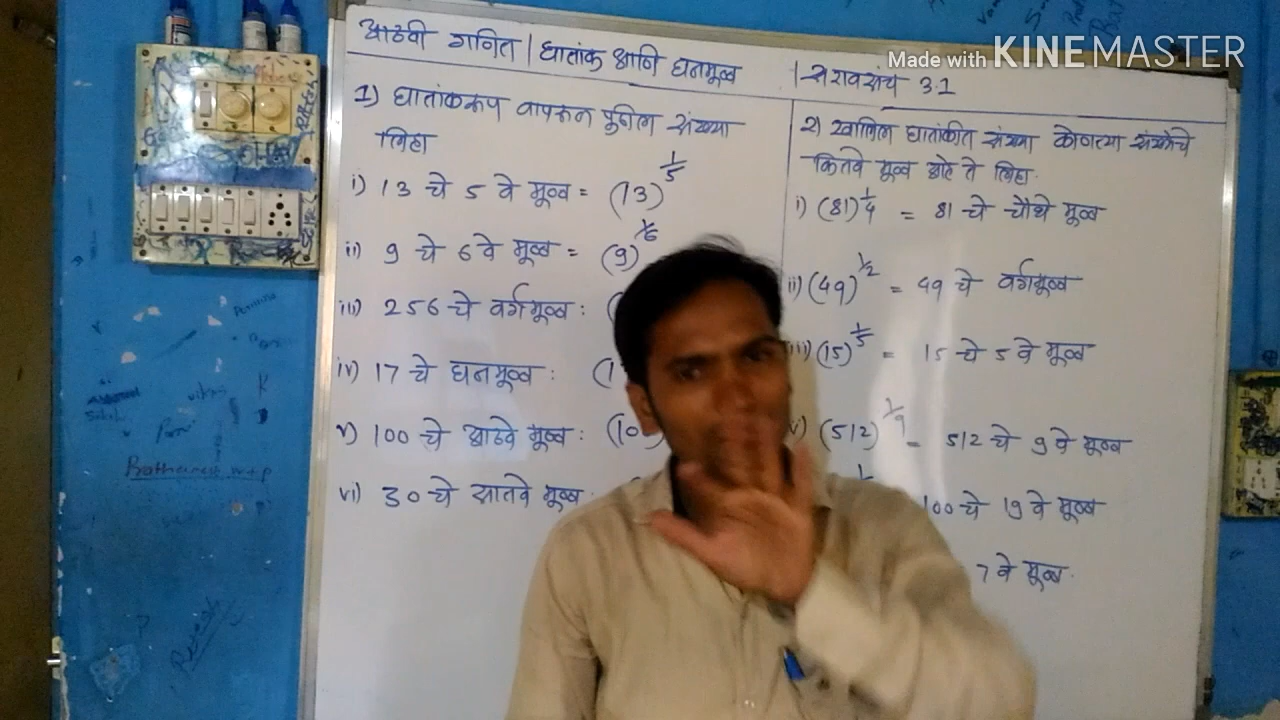 Made with KINEMASTER
आठवी गणित | घातांक आणि घनमूळ | सरावसंच 3.1
1) घातांकरूप वापरून पुढील संख्या
लिहा
i) 13 चे 5 वे मूळ = (13)^1/5
ii) 9 चे 6 वे मूळ = (9)^1/6
iii) 256 चे वर्गमूळ : (
iv) 17 चे घनमूळ : (1
v) 100 चे आठवे मूळ : (10
vi) 30 चे सातवे मूळ :
2) खालिल घातांकीत संख्या कोणत्या संख्येचे
कितवे मूळ आहे ते लिहा.
i) (81)^1/4 = 81 चे चौथे मूळ
ii) (49)^1/2 = 49 चे वर्गमूळ
iii) (15)^1/5 = 15 चे 5 वे मूळ
v) (512)^1/9 = 512 चे 9 वे मूळ
100 चे 19 वे मूळ
7 वे मूळ.